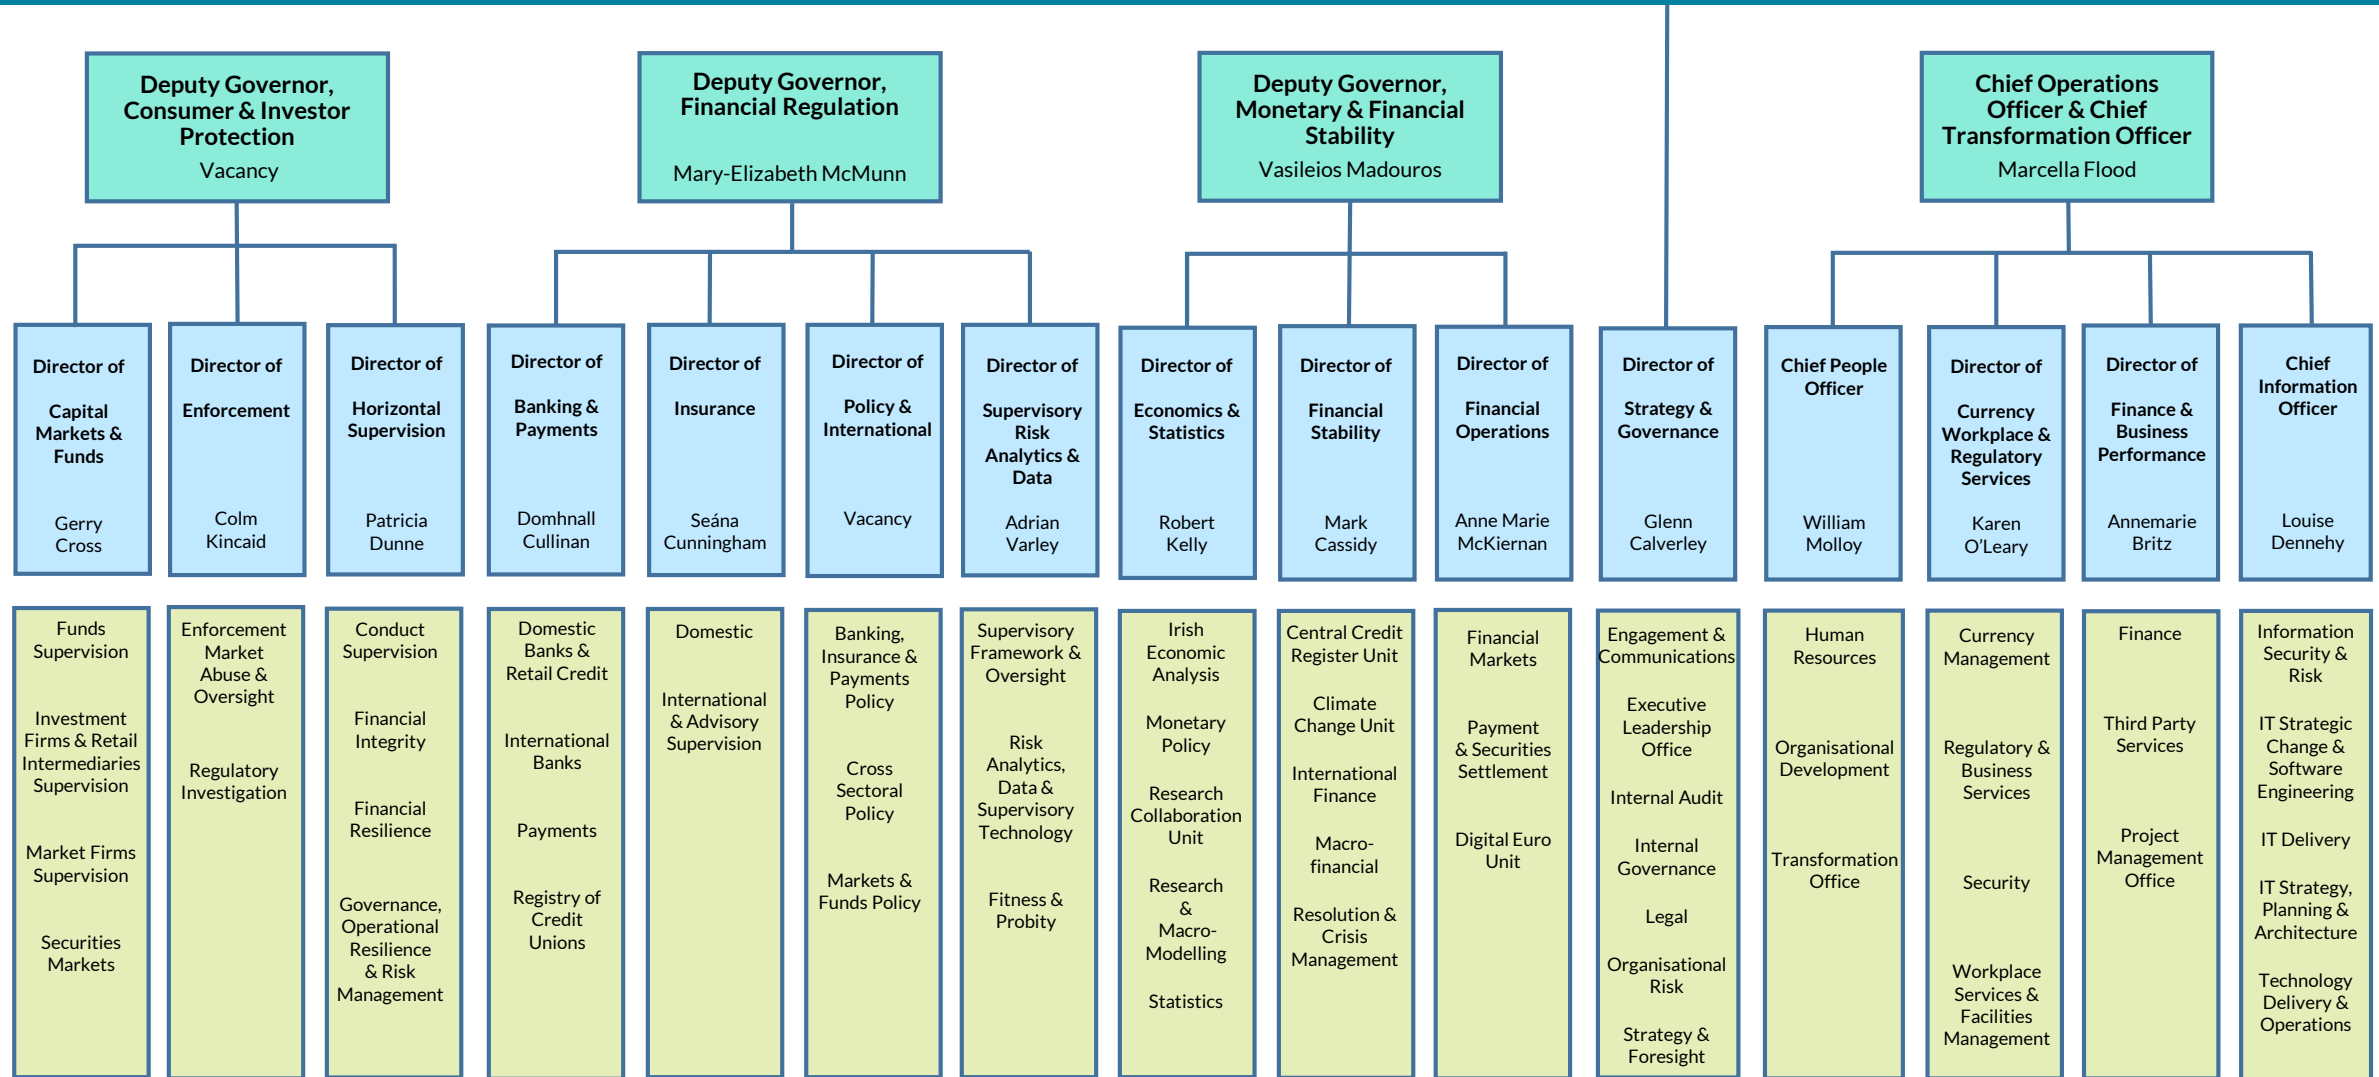 Deputy Governor,
Consumer & Investor
Protection
Vacancy
Deputy Governor,
Financial Regulation
Mary-Elizabeth McMunn
Deputy Governor,
Monetary & Financial
Stability
Vasileios Madouros
Chief Operations
Officer & Chief
Transformation Officer
Marcella Flood
Director of
Capital
Markets &
Funds
Gerry
Cross
Director of
Enforcement
Colm
Kincaid
Director of
Horizontal
Supervision
Patricia
Dunne
Director of
Banking &
Payments
Domhnall
Cullinan
Director of
Insurance
Seána
Cunningham
Director of
Policy &
International
Vacancy
Director of
Supervisory
Risk
Analytics &
Data
Adrian
Varley
Director of
Economics &
Statistics
Robert
Kelly
Director of
Financial
Stability
Mark
Cassidy
Director of
Financial
Operations
Anne Marie
McKiernan
Director of
Strategy &
Governance
Glenn
Calverley
Chief People
Officer
William
Molloy
Director of
Currency
Workplace &
Regulatory
Services
Karen
O’Leary
Director of
Finance &
Business
Performance
Annemarie
Britz
Chief
Information
Officer
Louise
Dennehy
Funds
Supervision
Investment
Firms & Retail
Intermediaries
Supervision
Market Firms
Supervision
Securities
Markets
Enforcement
Market
Abuse &
Oversight
Regulatory
Investigation
Conduct
Supervision
Financial
Integrity
Financial
Resilience
Governance,
Operational
Resilience
& Risk
Management
Domestic
Banks &
Retail Credit
International
Banks
Payments
Registry of
Credit
Unions
Domestic
International
& Advisory
Supervision
Banking,
Insurance &
Payments
Policy
Cross
Sectoral
Policy
Markets &
Funds Policy
Supervisory
Framework &
Oversight
Risk
Analytics,
Data &
Supervisory
Technology
Fitness &
Probity
Irish
Economic
Analysis
Monetary
Policy
Research
Collaboration
Unit
Research
&
Macro-
Modelling
Statistics
Central Credit
Register Unit
Climate
Change Unit
International
Finance
Macro-
financial
Resolution &
Crisis
Management
Financial
Markets
Payment
& Securities
Settlement
Digital Euro
Unit
Engagement &
Communications
Executive
Leadership
Office
Internal Audit
Internal
Governance
Legal
Organisational
Risk
Strategy &
Foresight
Human
Resources
Organisational
Development
Transformation
Office
Currency
Management
Regulatory &
Business
Services
Security
Workplace
Services &
Facilities
Management
Finance
Third Party
Services
Project
Management
Office
Information
Security &
Risk
IT Strategic
Change &
Software
Engineering
IT Delivery
IT Strategy,
Planning &
Architecture
Technology
Delivery &
Operations